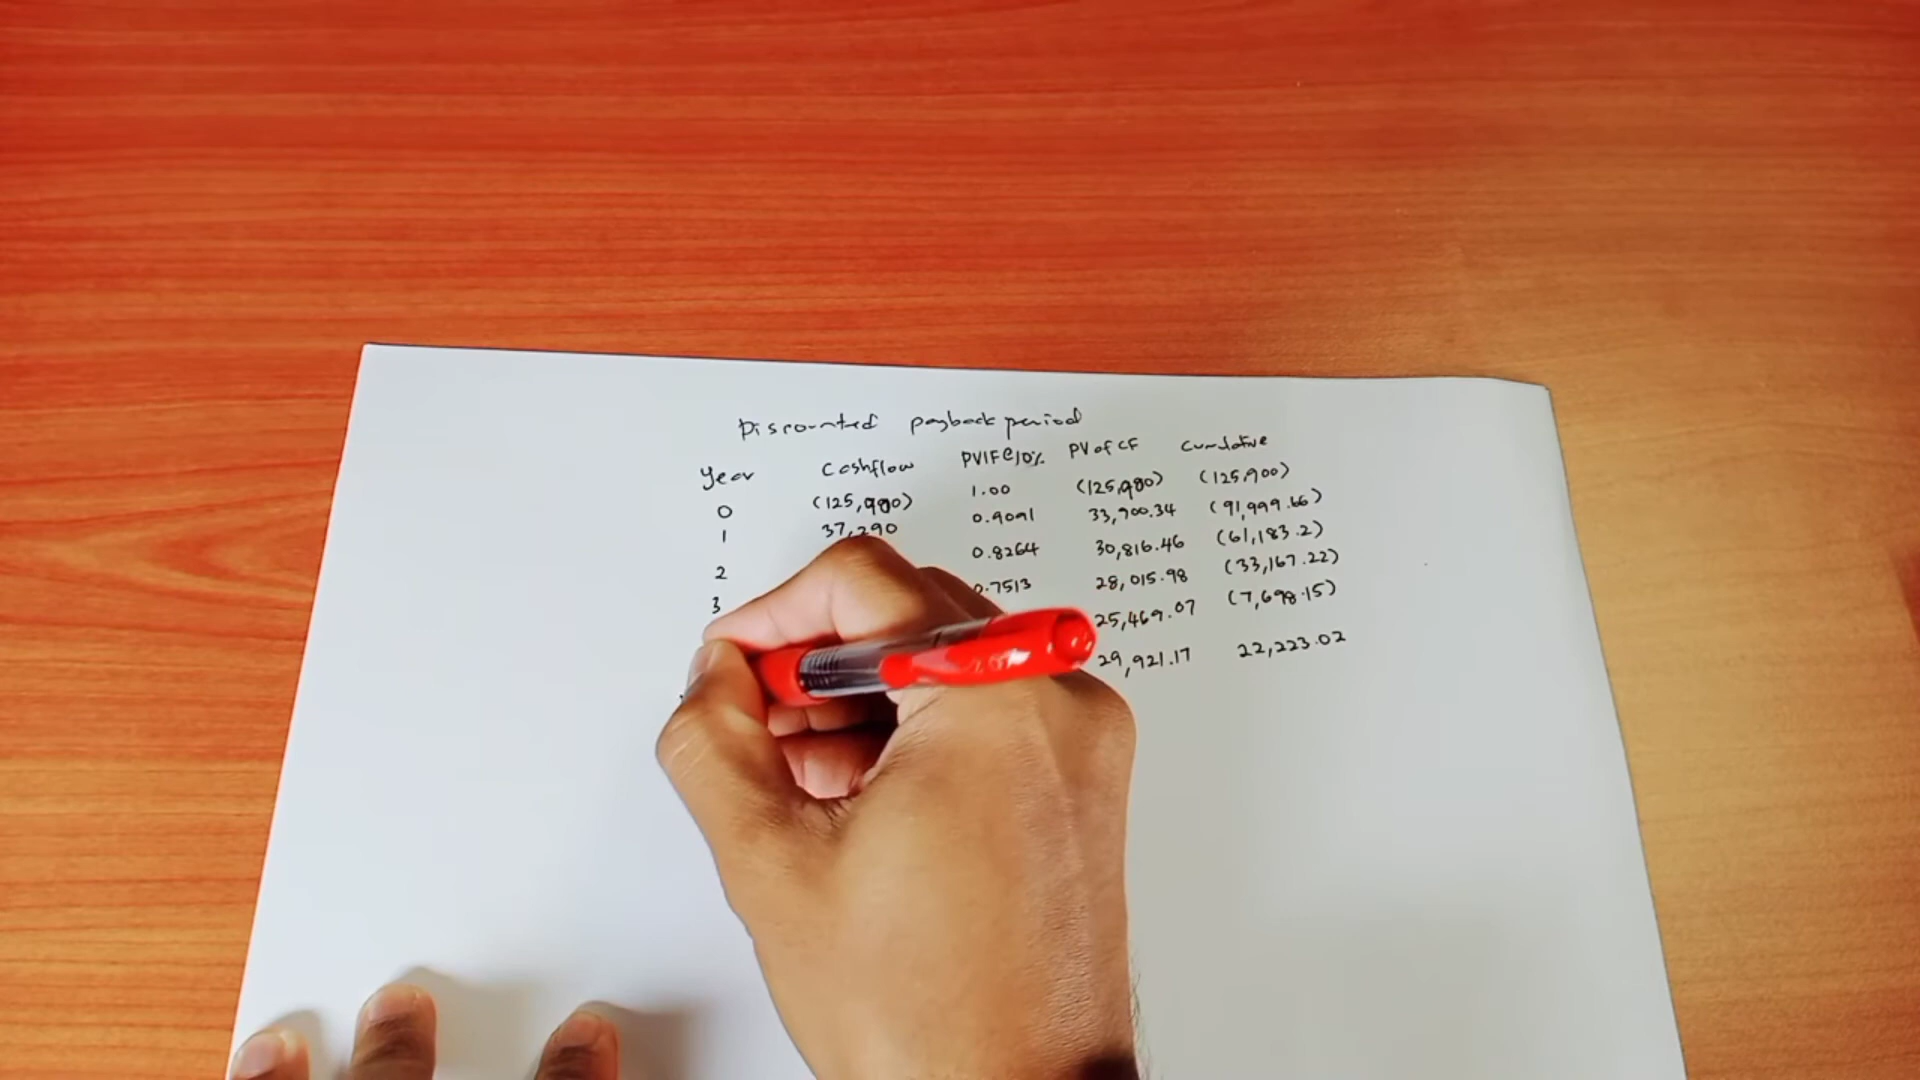 Discounted payback period
Year Cashflow PVIF@10% PV of CF Cumulative
0 (125,900) 1.00 (125,900) (125,900)
1 37,290 0.9091 33,900.34 (91,999.66)
2 0.8264 30,816.46 (61,183.2)
3 0.7513 28,015.98 (33,167.22)
25,469.07 (7,698.15)
29,921.17 22,223.02